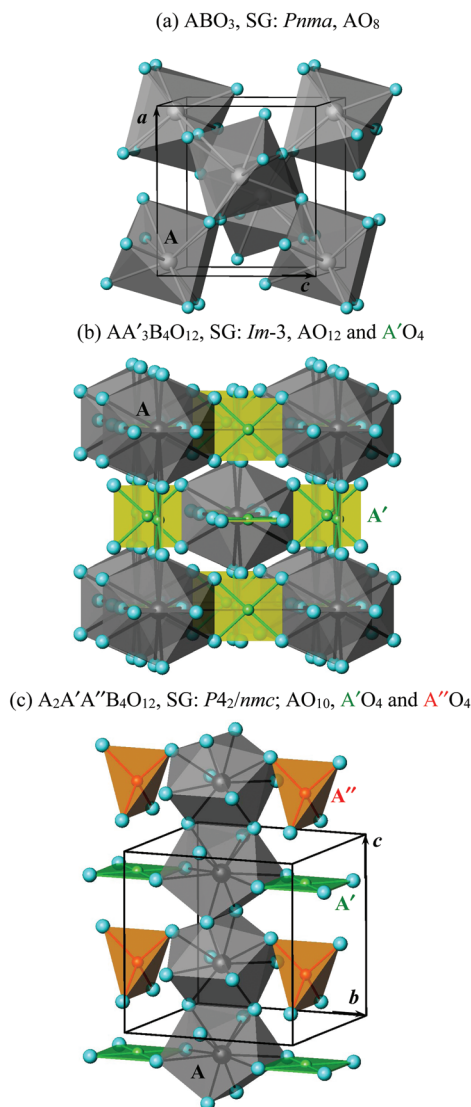 (a) ABO₃, SG: Pnma, AO₈
a
A
c
(b) AA′₃B₄O₁₂, SG: Im-3, AO₁₂ and A′O₄
A
A′
(c) A₂A′A″B₄O₁₂, SG: P4₂/nmc; AO₁₀, A′O₄ and A″O₄
A″
c
A′
b
A